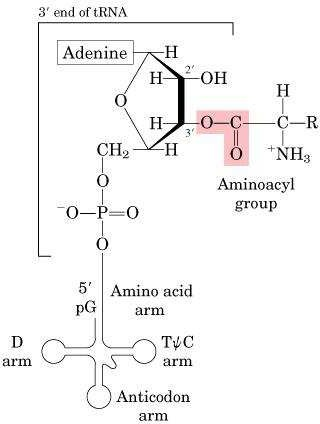 3′ end of tRNA
Adenine H
H 2′ OH
O
H
H 3′ O C C R
CH₂ H O ⁺NH₃
O
Aminoacyl
group
⁻O P O
O
5′
pG
Amino acid
arm
D
arm
TψC
arm
Anticodon
arm